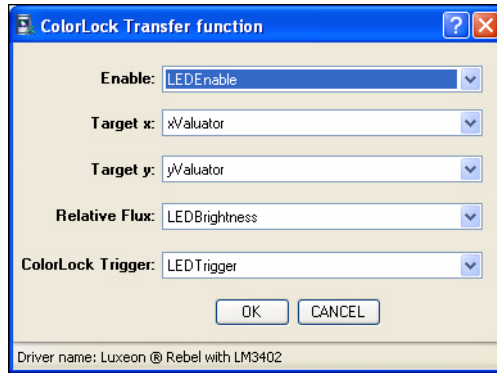 ColorLock Transfer function
Enable: LEDEnable
Target x: xValuator
Target y: yValuator
Relative Flux: LEDBrightness
ColorLock Trigger: LEDTrigger
OK CANCEL
Driver name: Luxeon ® Rebel with LM3402